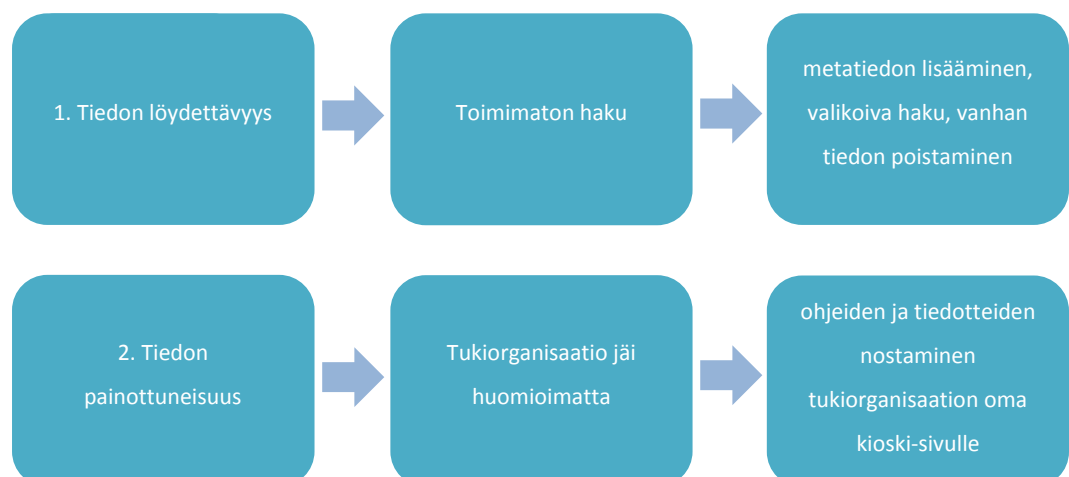 1. Tiedon löydettävyys
Toimimaton haku
metatiedon lisääminen,
valikoiva haku, vanhan
tiedon poistaminen
2. Tiedon
painottuneisuus
Tukiorganisaatio jäi
huomioimatta
ohjeiden ja tiedotteiden
nostaminen
tukiorganisaation oma
kioski-sivulle